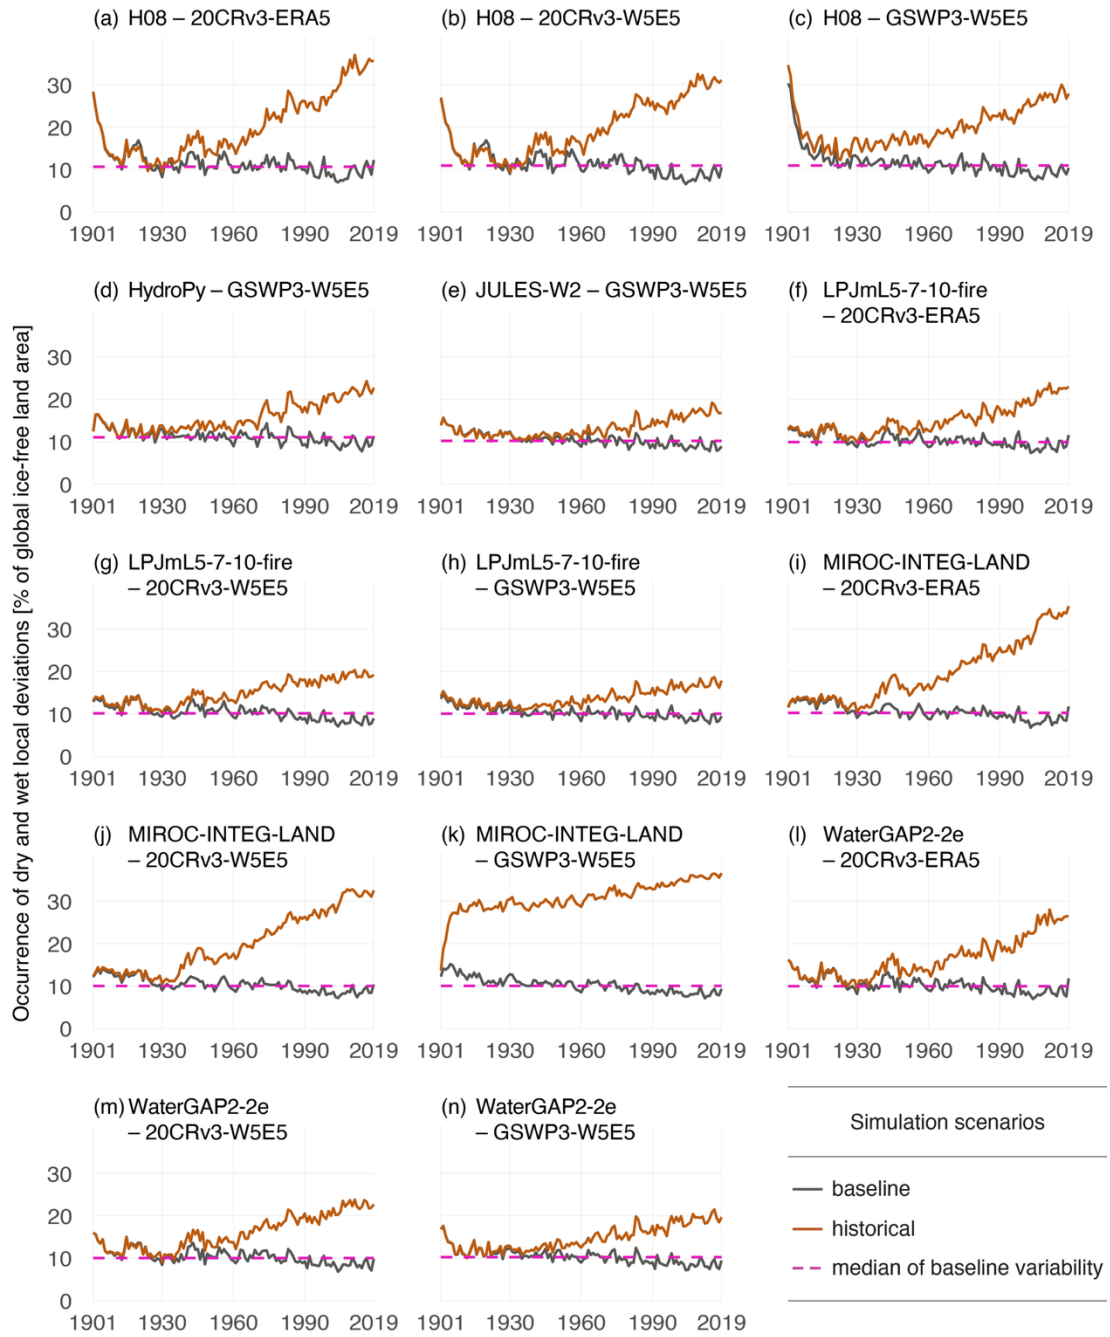 (a) H08 – 20CRv3-ERA5
(b) H08 – 20CRv3-W5E5
(c) H08 – GSWP3-W5E5
30
20
10
0
1901 1930 1960 1990 2019
1901 1930 1960 1990 2019
1901 1930 1960 1990 2019
(d) HydroPy – GSWP3-W5E5
(e) JULES-W2 – GSWP3-W5E5
(f) LPJmL5-7-10-fire
– 20CRv3-ERA5
30
20
10
0
1901 1930 1960 1990 2019
1901 1930 1960 1990 2019
1901 1930 1960 1990 2019
Occurrence of dry and wet local deviations [% of global ice-free land area]
(g) LPJmL5-7-10-fire
– 20CRv3-W5E5
(h) LPJmL5-7-10-fire
– GSWP3-W5E5
(i) MIROC-INTEG-LAND
– 20CRv3-ERA5
30
20
10
0
1901 1930 1960 1990 2019
1901 1930 1960 1990 2019
1901 1930 1960 1990 2019
(j) MIROC-INTEG-LAND
– 20CRv3-W5E5
(k) MIROC-INTEG-LAND
– GSWP3-W5E5
(l) WaterGAP2-2e
– 20CRv3-ERA5
30
20
10
0
1901 1930 1960 1990 2019
1901 1930 1960 1990 2019
1901 1930 1960 1990 2019
(m) WaterGAP2-2e
– 20CRv3-W5E5
(n) WaterGAP2-2e
– GSWP3-W5E5
30
20
10
0
1901 1930 1960 1990 2019
1901 1930 1960 1990 2019
Simulation scenarios
baseline
historical
median of baseline variability